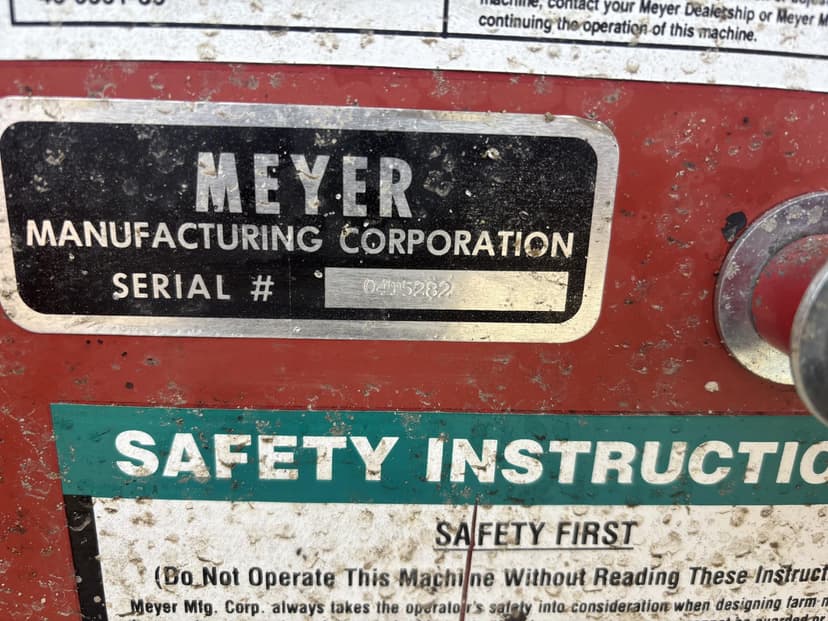 machine, contact your Meyer Dealership or Meyer M
continuing the operation of this machine.
MEYER
MANUFACTURING CORPORATION
SERIAL #
SAFETY INSTRUCTIO
SAFETY FIRST
(Do Not Operate This Machine Without Reading These Instruct
Meyer Mfg. Corp. always takes the operator's safety into consideration when designing farm m